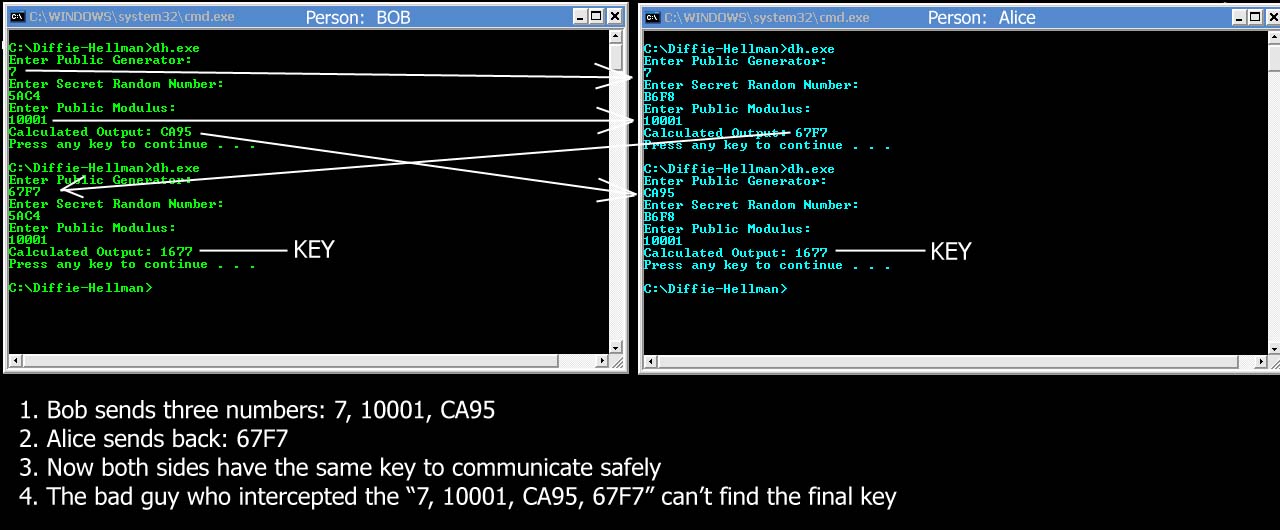 C:\WINDOWS\system32\cmd.exe Person: BOB
C:\Diffie-Hellman>dh.exe
Enter Public Generator:
7
Enter Secret Random Number:
5AC4
Enter Public Modulus:
10001
Calculated Output: CA95
Press any key to continue . . .
C:\Diffie-Hellman>dh.exe
Enter Public Generator:
67F7
Enter Secret Random Number:
5AC4
Enter Public Modulus:
10001
Calculated Output: 1677 KEY
Press any key to continue . . .
C:\Diffie-Hellman>
C:\WINDOWS\system32\cmd.exe Person: Alice
C:\Diffie-Hellman>dh.exe
Enter Public Generator:
7
Enter Secret Random Number:
B6F8
Enter Public Modulus:
10001
Calculated Output: 67F7
Press any key to continue . . .
C:\Diffie-Hellman>dh.exe
Enter Public Generator:
CA95
Enter Secret Random Number:
B6F8
Enter Public Modulus:
10001
Calculated Output: 1677 KEY
Press any key to continue . . .
C:\Diffie-Hellman>
1. Bob sends three numbers: 7, 10001, CA95
2. Alice sends back: 67F7
3. Now both sides have the same key to communicate safely
4. The bad guy who intercepted the “7, 10001, CA95, 67F7” can’t find the final key